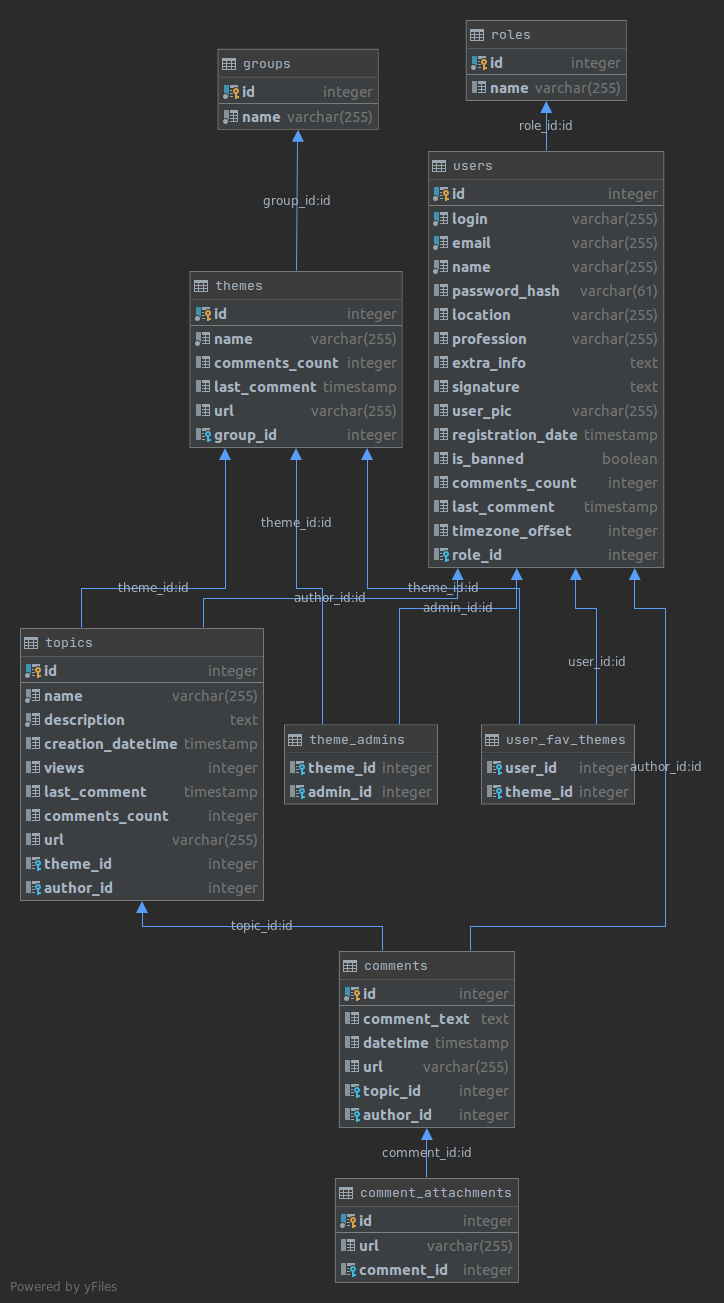 roles
id integer
name varchar(255)
groups
id integer
name varchar(255)
role_id:id
group_id:id
users
id integer
login varchar(255)
email varchar(255)
name varchar(255)
password_hash varchar(61)
location varchar(255)
profession varchar(255)
extra_info text
signature text
user_pic varchar(255)
registration_date timestamp
is_banned boolean
comments_count integer
last_comment timestamp
timezone_offset integer
role_id integer
themes
id integer
name varchar(255)
comments_count integer
last_comment timestamp
url varchar(255)
group_id integer
theme_id:id
theme_id:id
author_id:id
theme_id:id
admin_id:id
user_id:id
author_id:id
topics
id integer
name varchar(255)
description text
creation_datetime timestamp
views integer
last_comment timestamp
comments_count integer
url varchar(255)
theme_id integer
author_id integer
theme_admins
theme_id integer
admin_id integer
user_fav_themes
user_id integer
theme_id integer
topic_id:id
comments
id integer
comment_text text
datetime timestamp
url varchar(255)
topic_id integer
author_id integer
comment_id:id
comment_attachments
id integer
url varchar(255)
comment_id integer
Powered by yFiles